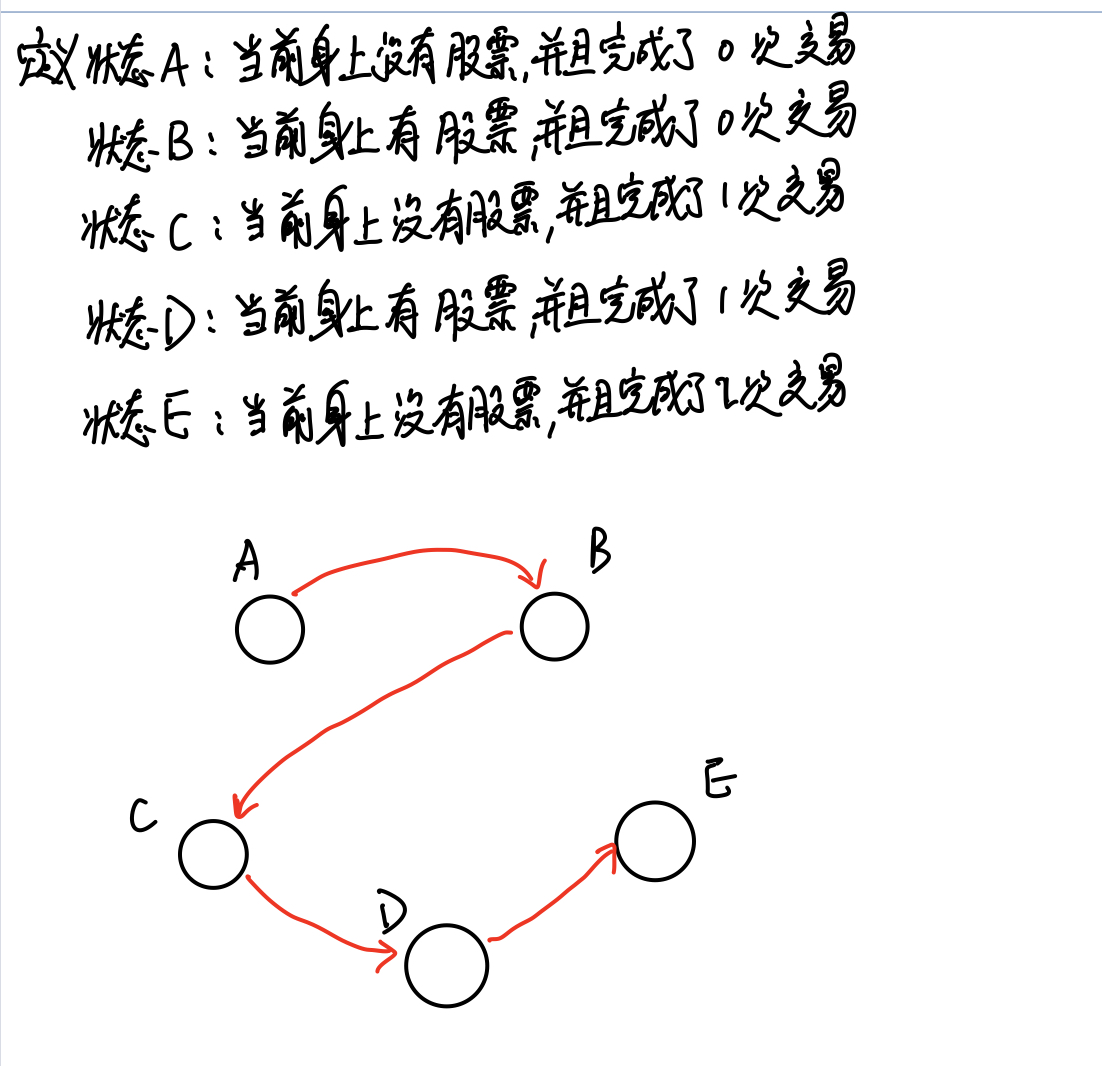 定义状态A：当前身上没有股票,并且完成了0次交易
状态B：当前身上有股票,并且完成了0次交易
状态C：当前身上没有股票,并且完成了1次交易
状态D：当前身上有股票,并且完成了1次交易
状态E：当前身上没有股票,并且完成了2次交易
A
B
C
D
E